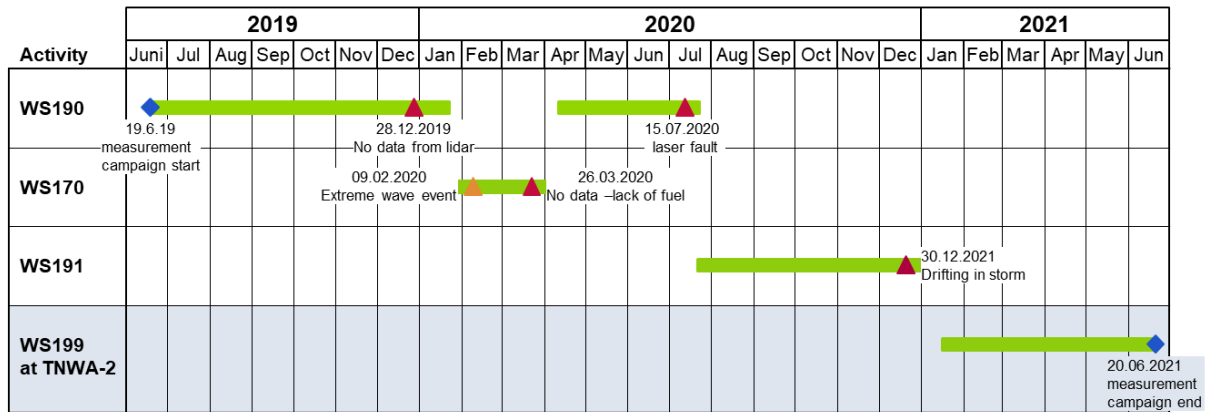 2019 2020 2021
Activity Juni Jul Aug Sep Oct Nov Dec Jan Feb Mar Apr May Jun Jul Aug Sep Oct Nov Dec Jan Feb Mar Apr May Jun
WS190
19.6.19
measurement
campaign start
28.12.2019
No data from lidar
15.07.2020
laser fault
WS170
09.02.2020
Extreme wave event
26.03.2020
No data –lack of fuel
WS191
30.12.2021
Drifting in storm
WS199
at TNWA-2
20.06.2021
measurement
campaign end